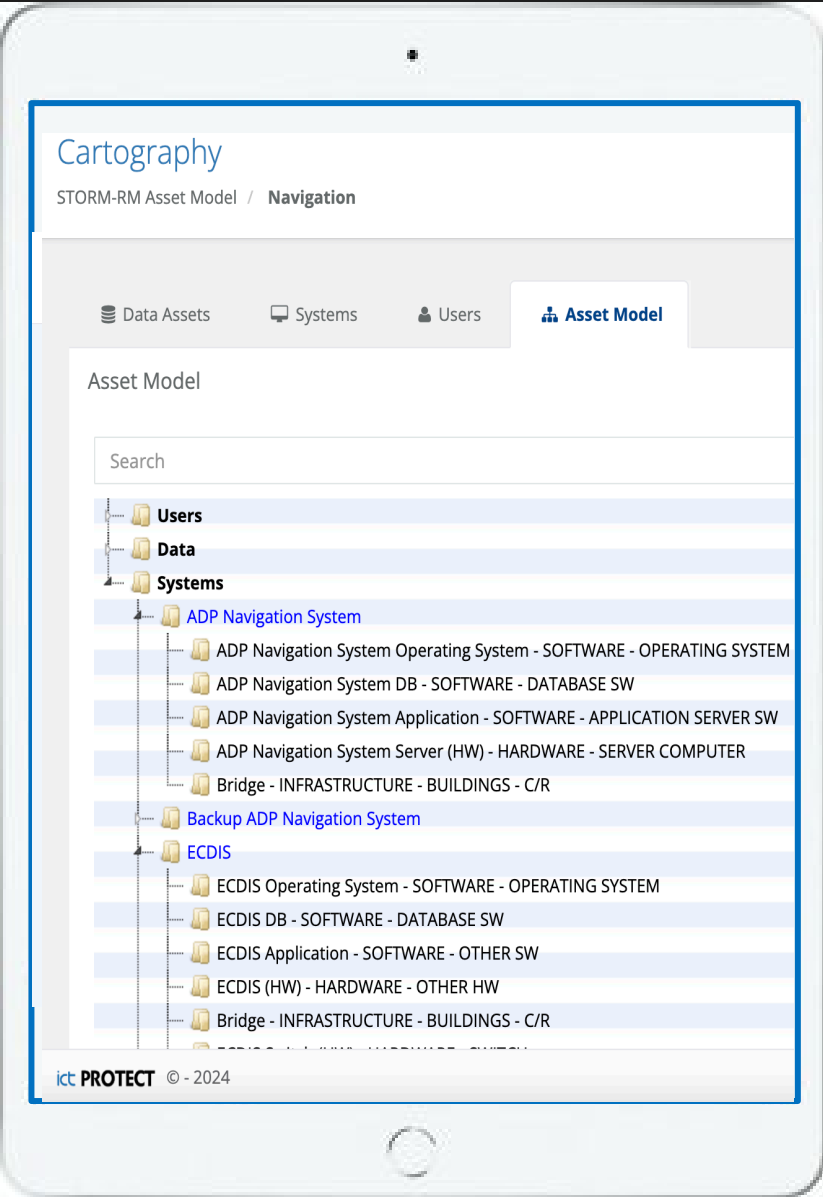 Cartography
STORM-RM Asset Model / Navigation
Data Assets Systems Users Asset Model
Asset Model
Search
Users
Data
Systems
ADP Navigation System
ADP Navigation System Operating System - SOFTWARE - OPERATING SYSTEM
ADP Navigation System DB - SOFTWARE - DATABASE SW
ADP Navigation System Application - SOFTWARE - APPLICATION SERVER SW
ADP Navigation System Server (HW) - HARDWARE - SERVER COMPUTER
Bridge - INFRASTRUCTURE - BUILDINGS - C/R
Backup ADP Navigation System
ECDIS
ECDIS Operating System - SOFTWARE - OPERATING SYSTEM
ECDIS DB - SOFTWARE - DATABASE SW
ECDIS Application - SOFTWARE - OTHER SW
ECDIS (HW) - HARDWARE - OTHER HW
Bridge - INFRASTRUCTURE - BUILDINGS - C/R
ict PROTECT © - 2024